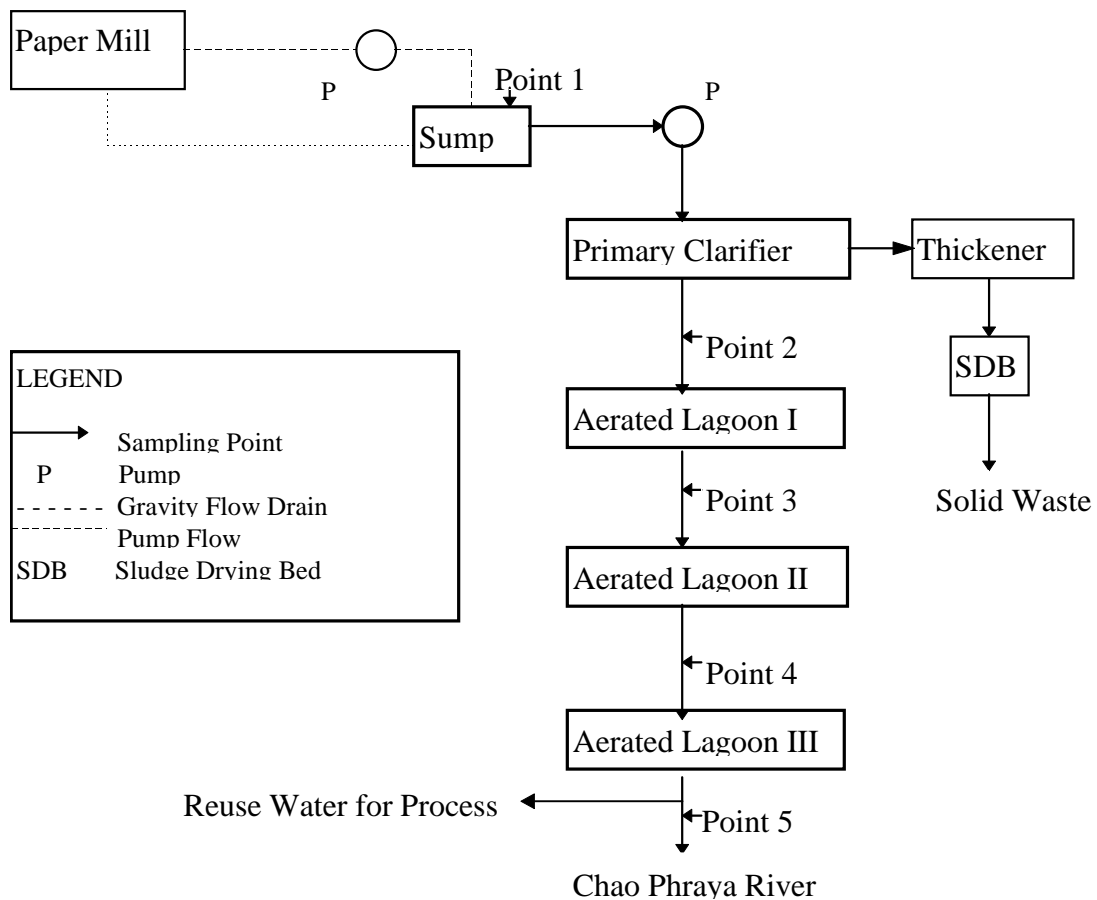 Paper Mill
P
Point 1
P
Sump
Primary Clarifier
Thickener
Point 2
SDB
LEGEND
Sampling Point
P Pump
Gravity Flow Drain
Pump Flow
SDB Sludge Drying Bed
Aerated Lagoon I
Point 3
Solid Waste
Aerated Lagoon II
Point 4
Aerated Lagoon III
Reuse Water for Process
Point 5
Chao Phraya River